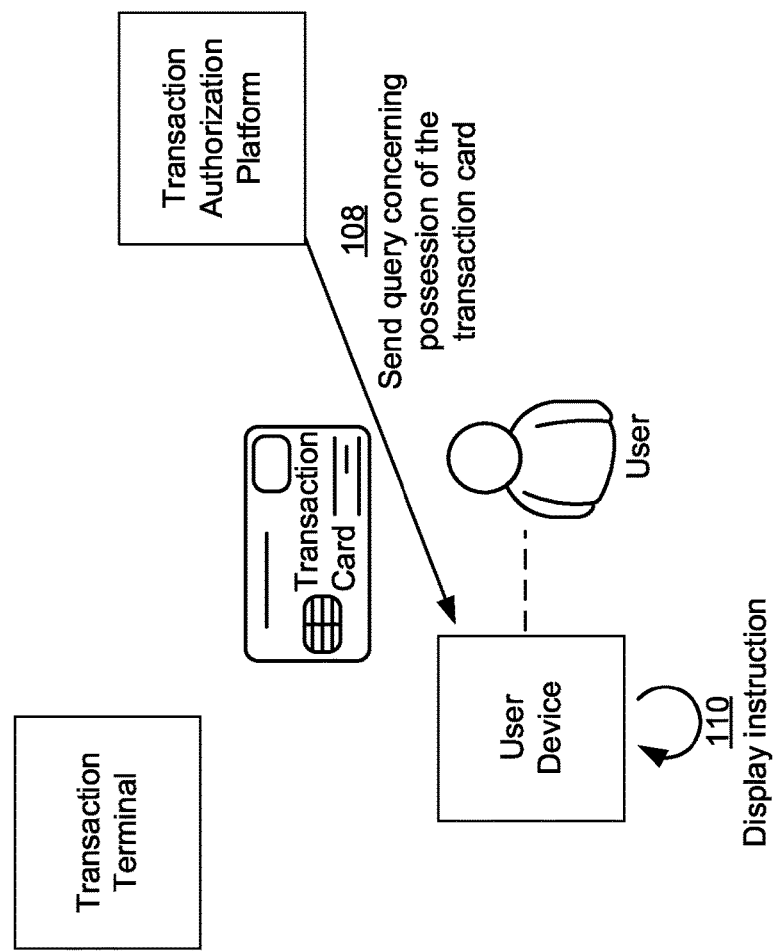 Transaction
Terminal
Transaction
Card
Transaction
Authorization
Platform
108
Send query concerning
possession of the
transaction card
User
Device
User
110
Display instruction